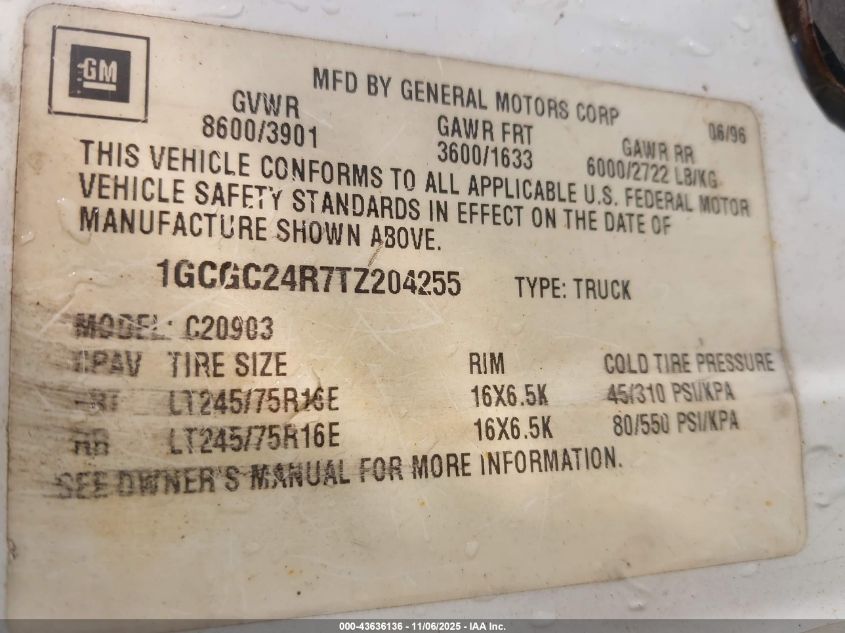 GM
MFD BY GENERAL MOTORS CORP 06/96
GVWR GAWR FRT GAWR RR
8600/3901 3600/1633 6000/2722 LB/KG
THIS VEHICLE CONFORMS TO ALL APPLICABLE U.S. FEDERAL MOTOR
VEHICLE SAFETY STANDARDS IN EFFECT ON THE DATE OF
MANUFACTURE SHOWN ABOVE.
1GCGC24R7TZ204255 TYPE: TRUCK
MODEL: C20903
CPAV TIRE SIZE RIM COLD TIRE PRESSURE
FRT LT245/75R16E 16X6.5K 45/310 PSI/KPA
RR LT245/75R16E 16X6.5K 80/550 PSI/KPA
SEE OWNER'S MANUAL FOR MORE INFORMATION.
000-43636136 - 11/06/2025 - IAA Inc.